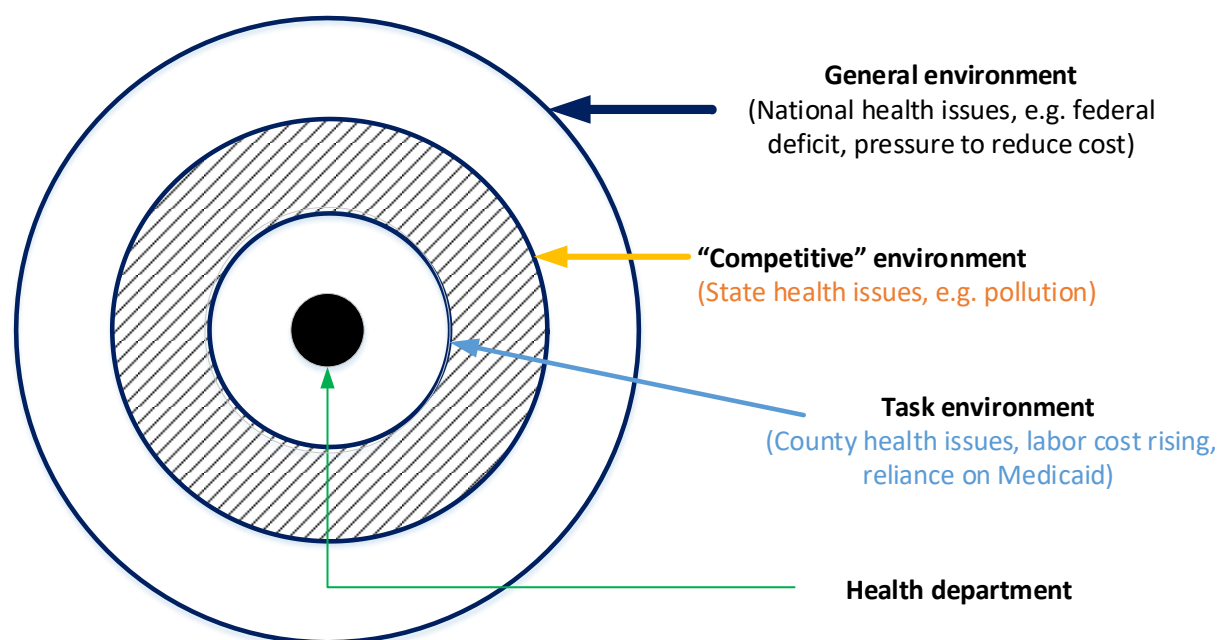 General environment
(National health issues, e.g. federal
deficit, pressure to reduce cost)
“Competitive” environment
(State health issues, e.g. pollution)
Task environment
(County health issues, labor cost rising,
reliance on Medicaid)
Health department